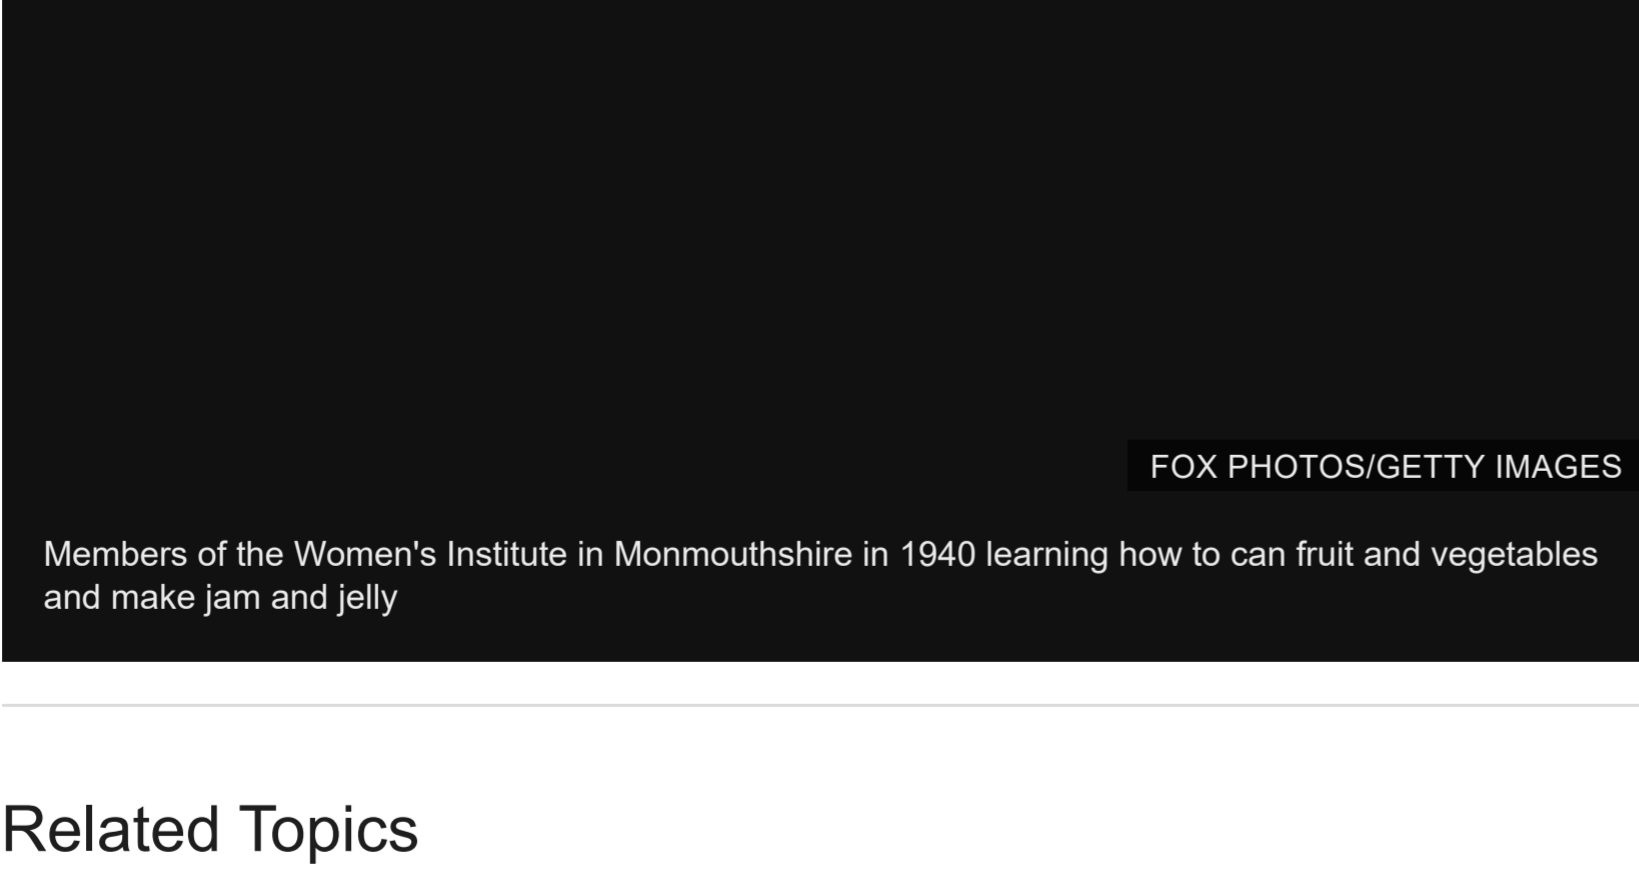 FOX PHOTOS/GETTY IMAGES
Members of the Women's Institute in Monmouthshire in 1940 learning how to can fruit and vegetables
and make jam and jelly
Related Topics